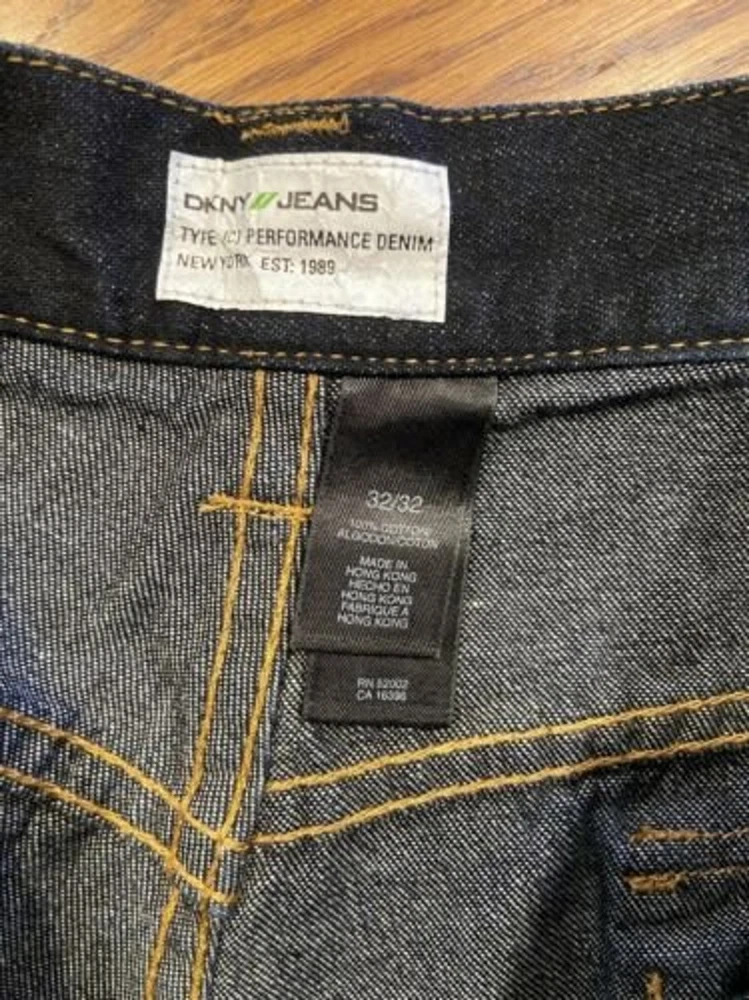 DKNY JEANS
TYPE (C) PERFORMANCE DENIM
NEW YORK EST: 1989
32/32
100% COTTON/
ALGODON/COTON
MADE IN
HONG KONG
HECHO EN
HONG KONG
FABRIQUE A
HONG KONG
RN 52002
CA 16398